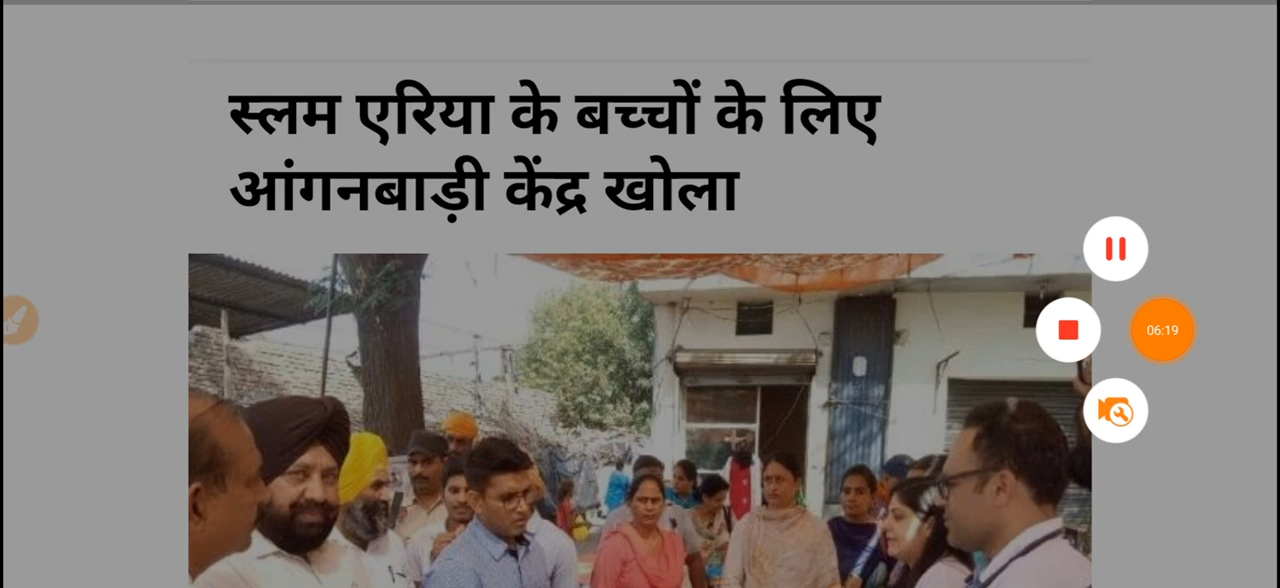 स्लम एरिया के बच्चों के लिए
आंगनबाड़ी केंद्र खोला
06:19